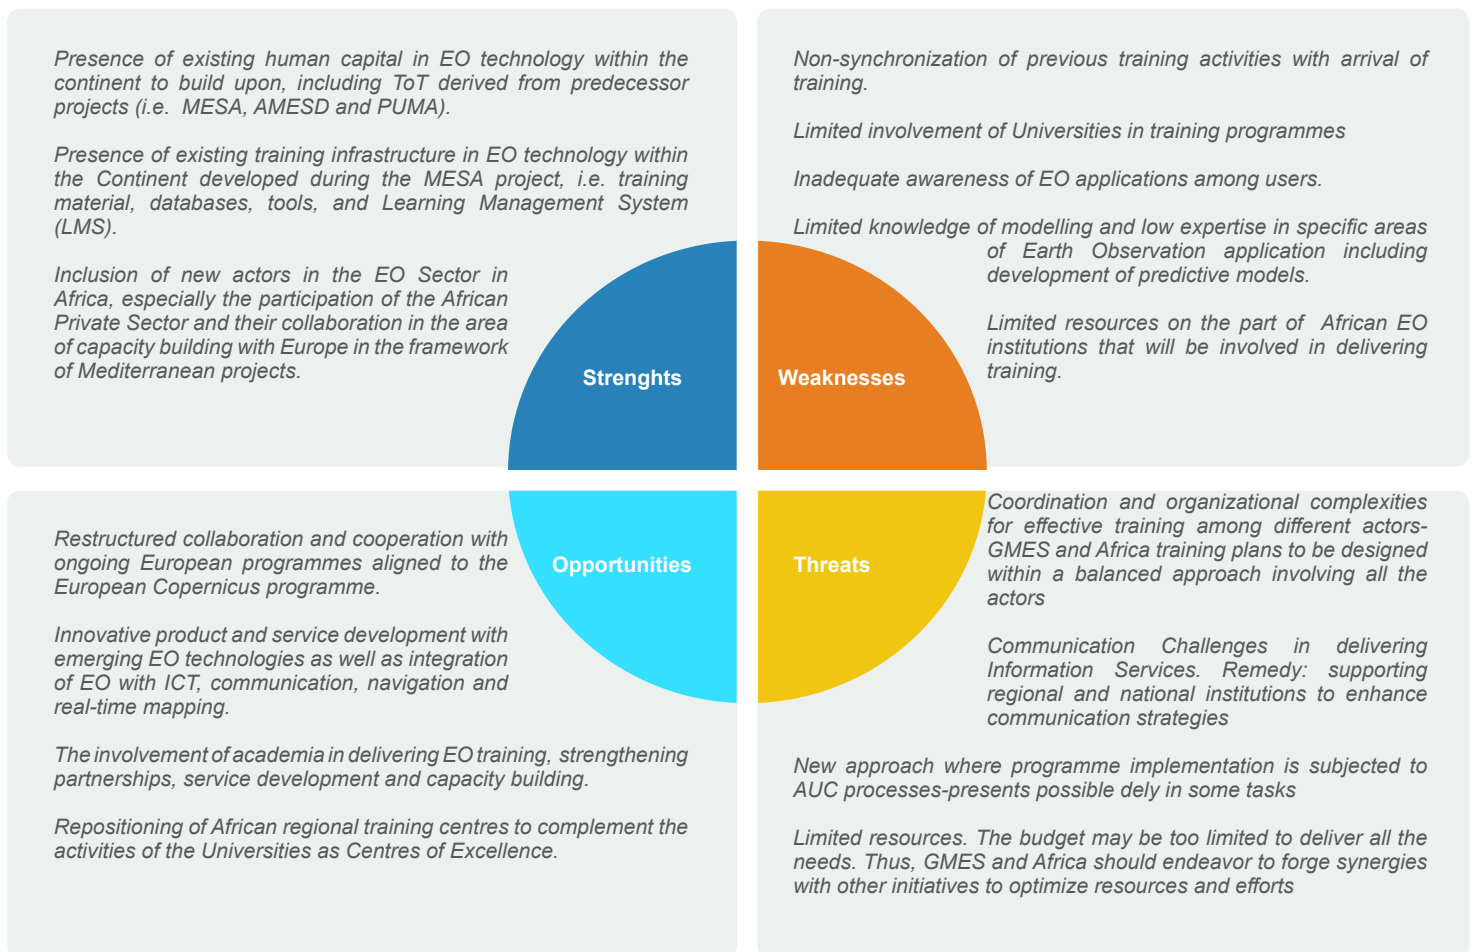 Presence of existing human capital in EO technology within the
continent to build upon, including ToT derived from predecessor
projects (i.e. MESA, AMESD and PUMA).
Presence of existing training infrastructure in EO technology within
the Continent developed during the MESA project, i.e. training
material, databases, tools, and Learning Management System
(LMS).
Inclusion of new actors in the EO Sector in
Africa, especially the participation of the African
Private Sector and their collaboration in the area
of capacity building with Europe in the framework
of Mediterranean projects.
Strenghts
Non-synchronization of previous training activities with arrival of
training.
Limited involvement of Universities in training programmes
Inadequate awareness of EO applications among users.
Limited knowledge of modelling and low expertise in specific areas
of Earth Observation application including
development of predictive models.
Limited resources on the part of African EO
institutions that will be involved in delivering
training.
Weaknesses
Restructured collaboration and cooperation with
ongoing European programmes aligned to the
European Copernicus programme.
Innovative product and service development with
emerging EO technologies as well as integration
of EO with ICT, communication, navigation and
real-time mapping.
The involvement of academia in delivering EO training, strengthening
partnerships, service development and capacity building.
Repositioning of African regional training centres to complement the
activities of the Universities as Centres of Excellence.
Opportunities
Coordination and organizational complexities
for effective training among different actors-
GMES and Africa training plans to be designed
within a balanced approach involving all the
actors
Communication Challenges in delivering
Information Services. Remedy: supporting
regional and national institutions to enhance
communication strategies
New approach where programme implementation is subjected to
AUC processes-presents possible dely in some tasks
Limited resources. The budget may be too limited to deliver all the
needs. Thus, GMES and Africa should endeavor to forge synergies
with other initiatives to optimize resources and efforts
Threats